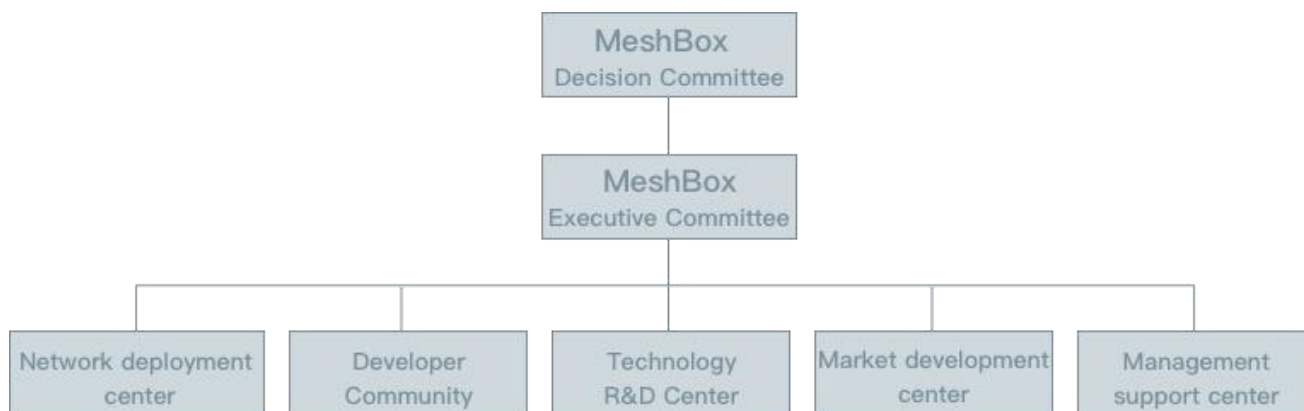 MeshBox
Decision Committee
MeshBox
Executive Committee
Network deployment
center
Developer
Community
Technology
R&D Center
Market development
center
Management
support center